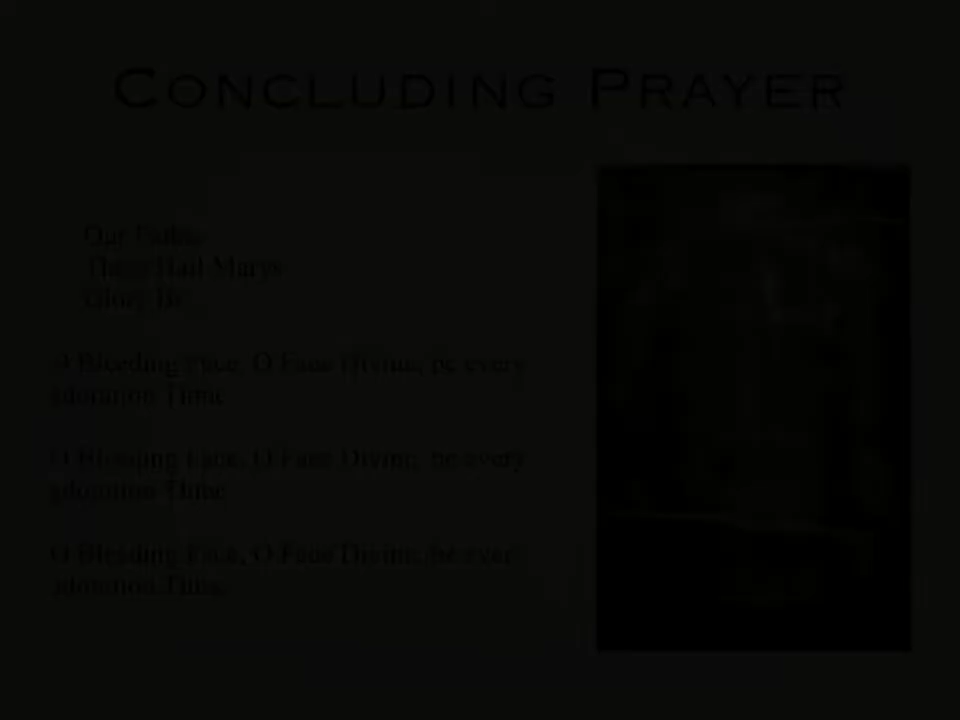 CONCLUDING PRAYER
Our Father
Three Hail Marys
Glory Be
O Bleeding Face, O Face Divine, be every
adoration Thine
O Bleeding Face, O Face Divine, be every
adoration Thine
O Bleeding Face, O Face Divine, be every
adoration Thine